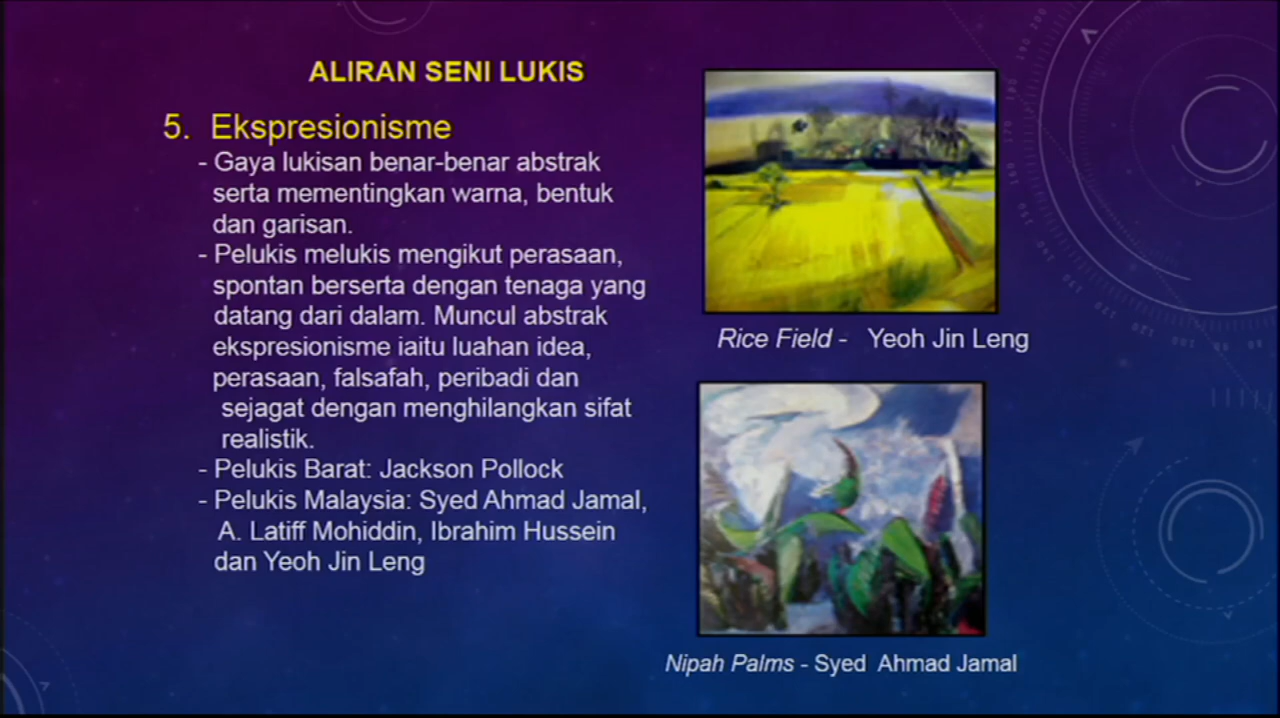 ALIRAN SENI LUKIS
5. Ekspresionisme
- Gaya lukisan benar-benar abstrak
serta mementingkan warna, bentuk
dan garisan.
- Pelukis melukis mengikut perasaan,
spontan berserta dengan tenaga yang
datang dari dalam. Muncul abstrak
ekspresionisme iaitu luahan idea,
perasaan, falsafah, peribadi dan
sejagat dengan menghilangkan sifat
realistik.
- Pelukis Barat: Jackson Pollock
- Pelukis Malaysia: Syed Ahmad Jamal,
A. Latiff Mohiddin, Ibrahim Hussein
dan Yeoh Jin Leng
Rice Field - Yeoh Jin Leng
Nipah Palms - Syed Ahmad Jamal